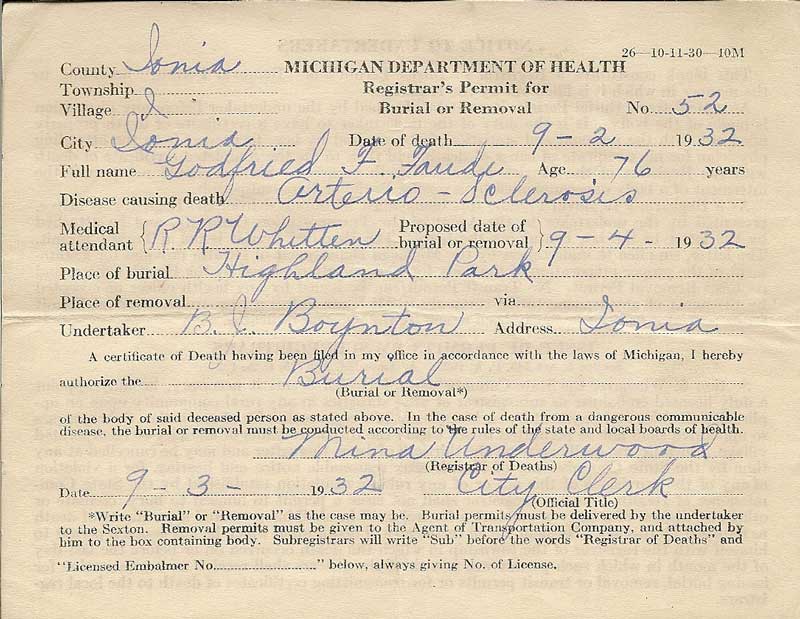 26—10-11-30—10M
County Ionia MICHIGAN DEPARTMENT OF HEALTH
Township Registrar's Permit for
Village Burial or Removal No. 52
City Ionia Date of death 9-2 1932
Full name Godfried F. Faude Age 76 years
Disease causing death Arterio-Sclerosis
Medical attendant { R. R. Whitten Proposed date of burial or removal } 9-4- 1932
Place of burial Highland Park
Place of removal via
Undertaker B. I. Boynton Address Ionia
A certificate of Death having been filed in my office in accordance with the laws of Michigan, I hereby
authorize the Burial
(Burial or Removal*)
of the body of said deceased person as stated above. In the case of death from a dangerous communicable
disease, the burial or removal must be conducted according to the rules of the state and local boards of health.
Mina Underwood
(Registrar of Deaths)
Date 9-3- 1932 City Clerk
(Official Title)
*Write "Burial" or "Removal" as the case may be. Burial permits must be delivered by the undertaker
to the Sexton. Removal permits must be given to the Agent of Transportation Company, and attached by
him to the box containing body. Subregistrars will write "Sub" before the words "Registrar of Deaths" and
"Licensed Embalmer No. " below, always giving No. of License.